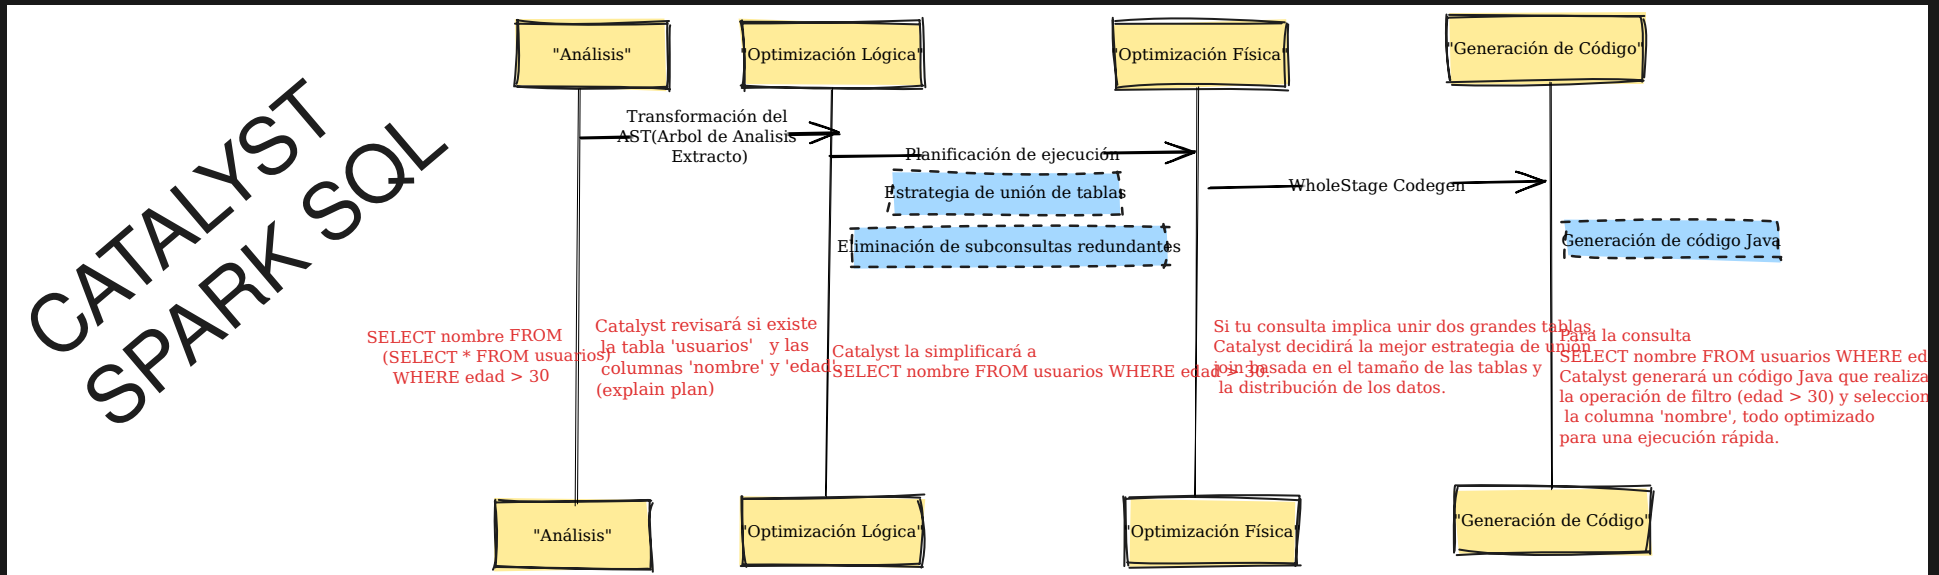 CATALYST
SPARK SQL
"Análisis"
"Optimización Lógica"
"Optimización Física"
"Generación de Código"
Transformación del
AST(Arbol de Analisis
Extracto)
Planificación de ejecución
WholeStage Codegen
Estrategia de unión de tablas
Eliminación de subconsultas redundantes
Generación de código Java
SELECT nombre FROM
(SELECT * FROM usuarios)
WHERE edad > 30
Catalyst revisará si existe
la tabla 'usuarios' y las
columnas 'nombre' y 'edad'
(explain plan)
Catalyst la simplificará a
SELECT nombre FROM usuarios WHERE edad > 30.
Si tu consulta implica unir dos grandes tablas,
Catalyst decidirá la mejor estrategia de unión
join basada en el tamaño de las tablas y
la distribución de los datos.
Para la consulta
SELECT nombre FROM usuarios WHERE ed
Catalyst generará un código Java que realiza
la operación de filtro (edad > 30) y seleccion
la columna 'nombre', todo optimizado
para una ejecución rápida.
"Análisis"
"Optimización Lógica"
"Optimización Física"
"Generación de Código"